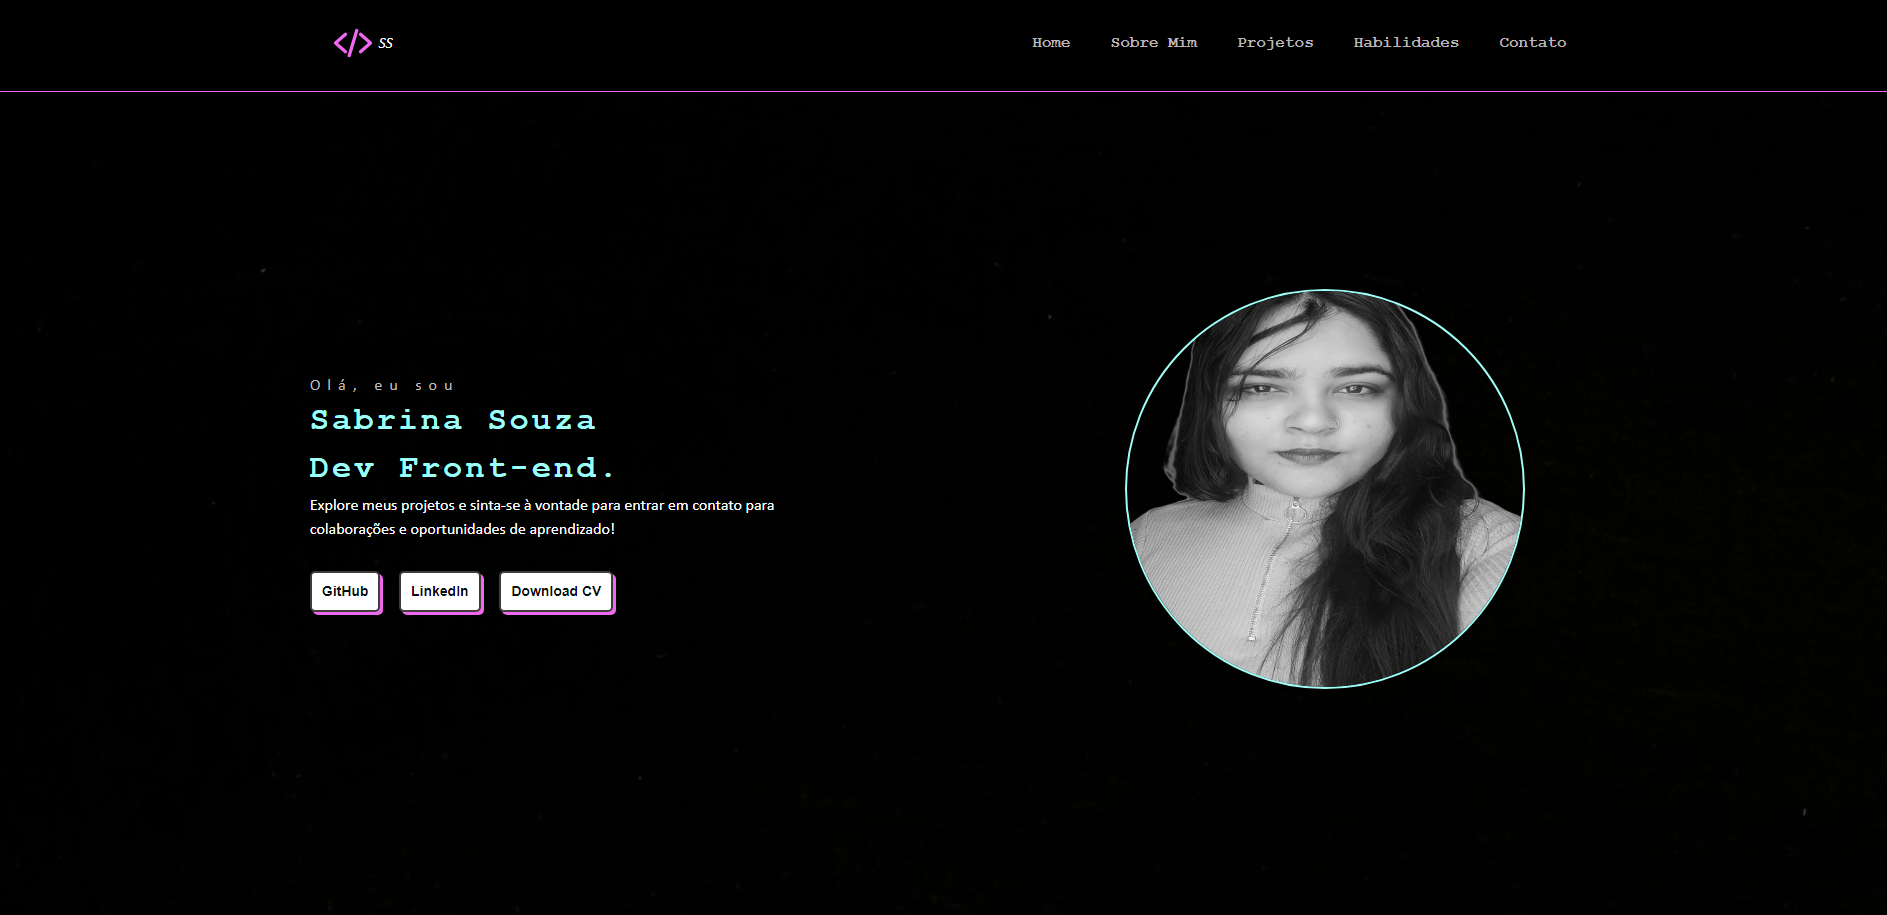 </> SS
Home Sobre Mim Projetos Habilidades Contato
Olá, eu sou
Sabrina Souza
Dev Front-end.
Explore meus projetos e sinta-se à vontade para entrar em contato para
colaborações e oportunidades de aprendizado!
GitHub LinkedIn Download CV